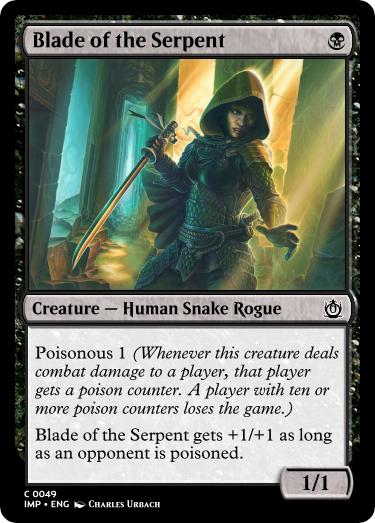 Blade of the Serpent
Creature — Human Snake Rogue
Poisonous 1 (Whenever this creature deals
combat damage to a player, that player
gets a poison counter. A player with ten or
more poison counters loses the game.)
Blade of the Serpent gets +1/+1 as long
as an opponent is poisoned.
1/1
C 0049
IMP • ENG Charles Urbach